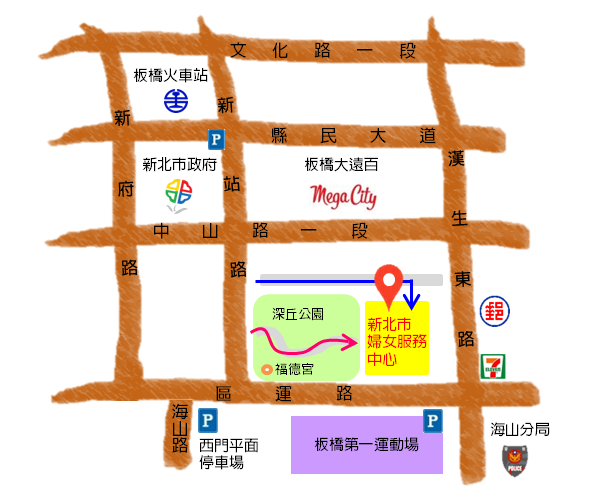 文化路一段
板橋火車站
新府路
新站路
P
縣民大道
漢生東路
新北市政府
板橋大遠百
Mega City
中山路一段
深丘公園
新北市
婦女服務
中心
郵
福德宮
7
ELEVEN
區運路
海山路
P
西門平面
停車場
P
板橋第一運動場
海山分局
POLICE